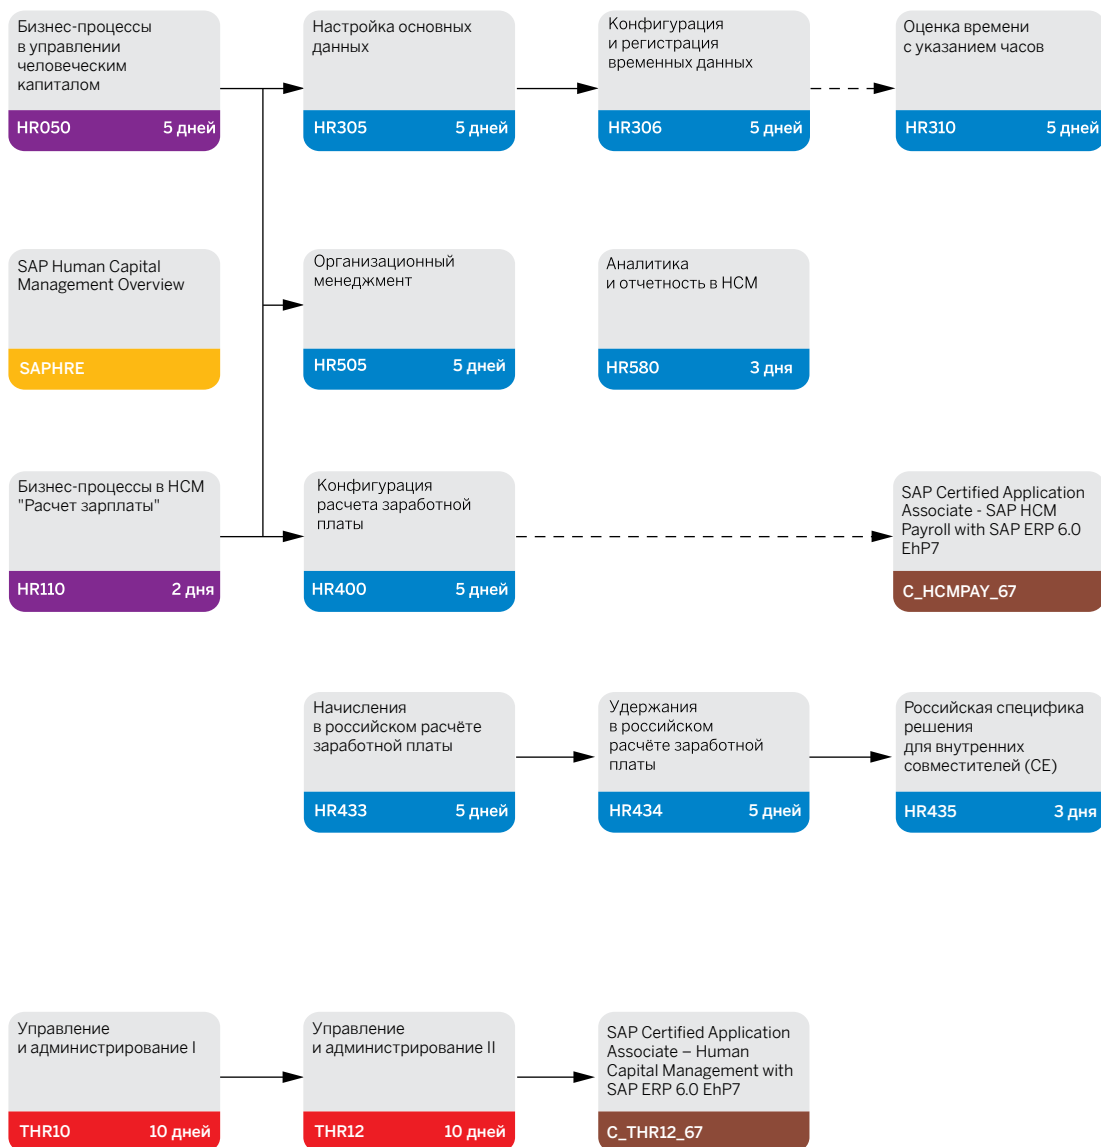 Бизнес-процессы
в управлении
человеческим
капиталом
HR050 5 дней
Настройка основных
данных
HR305 5 дней
Конфигурация
и регистрация
временных данных
HR306 5 дней
Оценка времени
с указанием часов
HR310 5 дней
SAP Human Capital
Management Overview
SAPHRE
Организационный
менеджмент
HR505 5 дней
Аналитика
и отчетность в HCM
HR580 3 дня
Бизнес-процессы в HCM
"Расчет зарплаты"
HR110 2 дня
Конфигурация
расчета заработной
платы
HR400 5 дней
SAP Certified Application
Associate - SAP HCM
Payroll with SAP ERP 6.0
EhP7
C_HCMPAY_67
Начисления
в российском расчёте
заработной платы
HR433 5 дней
Удержания
в российском
расчёте заработной
платы
HR434 5 дней
Российская специфика
решения
для внутренних
совместителей (CE)
HR435 3 дня
Управление
и администрирование I
THR10 10 дней
Управление
и администрирование II
THR12 10 дней
SAP Certified Application
Associate – Human
Capital Management with
SAP ERP 6.0 EhP7
C_THR12_67